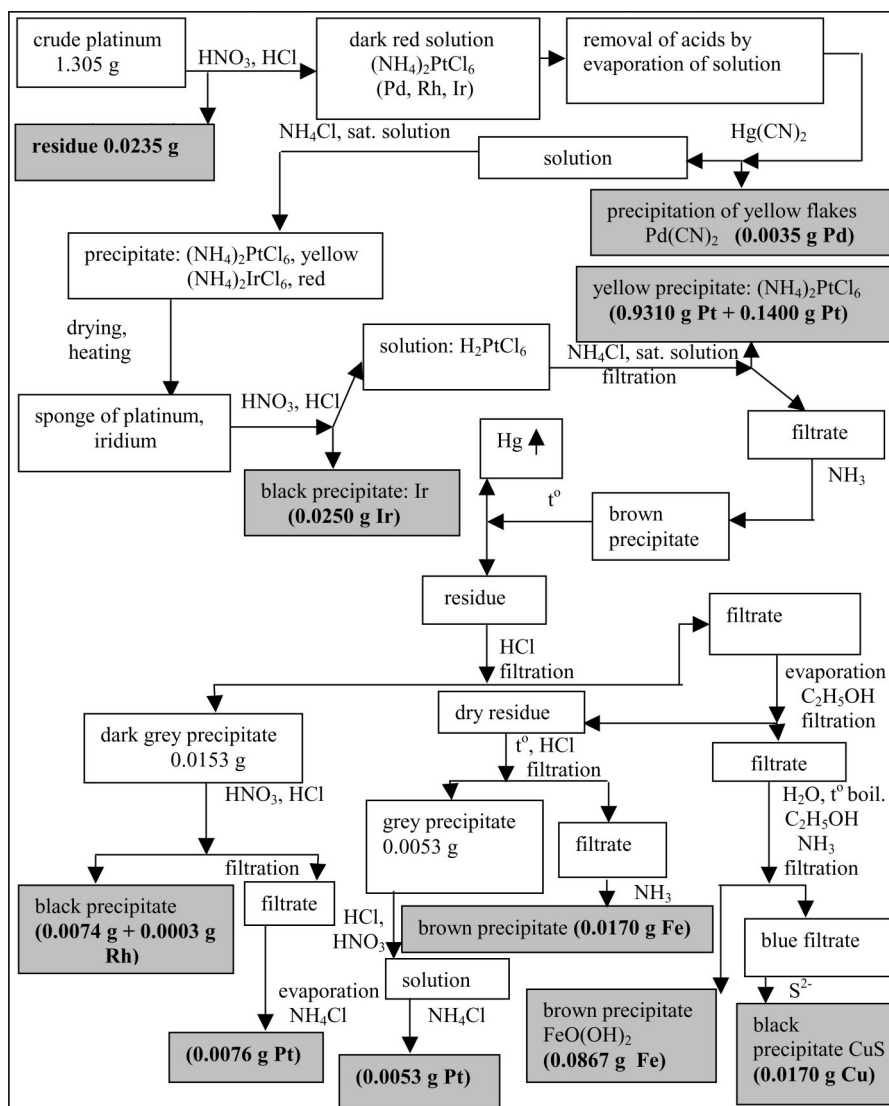 crude platinum
1.305 g
HNO₃, HCl
dark red solution
(NH₄)₂PtCl₆
(Pd, Rh, Ir)
removal of acids by
evaporation of solution
residue 0.0235 g
NH₄Cl, sat. solution
solution
Hg(CN)₂
precipitation of yellow flakes
Pd(CN)₂ (0.0035 g Pd)
precipitate: (NH₄)₂PtCl₆, yellow
(NH₄)₂IrCl₆, red
yellow precipitate: (NH₄)₂PtCl₆
(0.9310 g Pt + 0.1400 g Pt)
drying,
heating
solution: H₂PtCl₆
NH₄Cl, sat. solution
filtration
sponge of platinum,
iridium
HNO₃, HCl
black precipitate: Ir
(0.0250 g Ir)
Hg
filtrate
NH₃
tº
brown
precipitate
residue
HCl
filtration
filtrate
evaporation
C₂H₅OH
filtration
dark grey precipitate
0.0153 g
dry residue
tº, HCl
filtration
filtrate
HNO₃, HCl
grey precipitate
0.0053 g
filtrate
H₂O, tº boil.
C₂H₅OH
NH₃
filtration
filtration
black precipitate
(0.0074 g + 0.0003 g
Rh)
filtrate
HCl,
HNO₃
NH₃
brown precipitate (0.0170 g Fe)
blue filtrate
evaporation
NH₄Cl
solution
NH₄Cl
brown precipitate
FeO(OH)₂
(0.0867 g Fe)
S²⁻
black
precipitate CuS
(0.0170 g Cu)
(0.0076 g Pt)
(0.0053 g Pt)